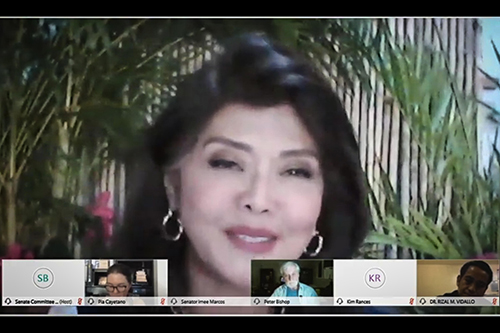 SB
KR
Senate Committee ... (Host)
Pia Cayetano
Senator Imee Marcos
Peter Bishop
Kim Rances
DR. RIZAL M. VIDALLO